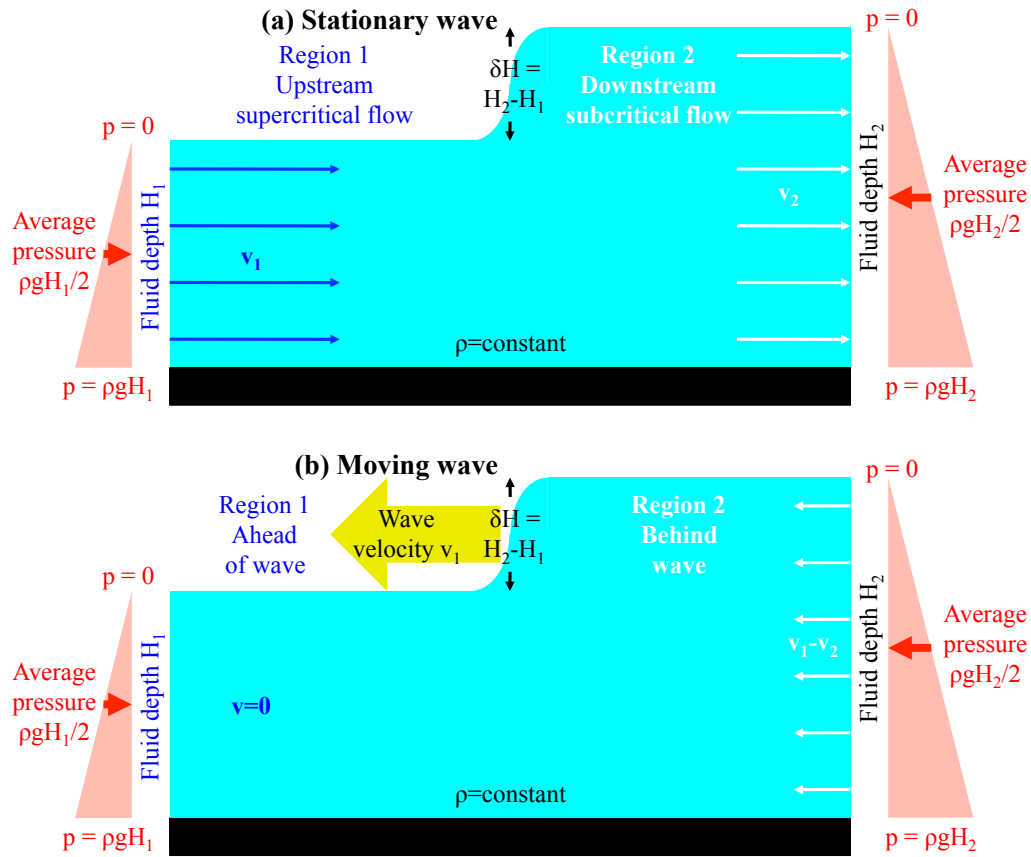 (a) Stationary wave
p = 0
Region 1
Upstream
supercritical flow
δH =
H₂-H₁
Region 2
Downstream
subcritical flow
p = 0
Average
pressure
ρgH₁/2
Fluid depth H₁
v₁
v₂
Fluid depth H₂
Average
pressure
ρgH₂/2
ρ=constant
p = ρgH₁
p = ρgH₂
(b) Moving wave
p = 0
Region 1
Ahead
of wave
Wave
velocity v₁
δH =
H₂-H₁
Region 2
Behind
wave
p = 0
Average
pressure
ρgH₁/2
Fluid depth H₁
v=0
v₁-v₂
Fluid depth H₂
Average
pressure
ρgH₂/2
ρ=constant
p = ρgH₁
p = ρgH₂